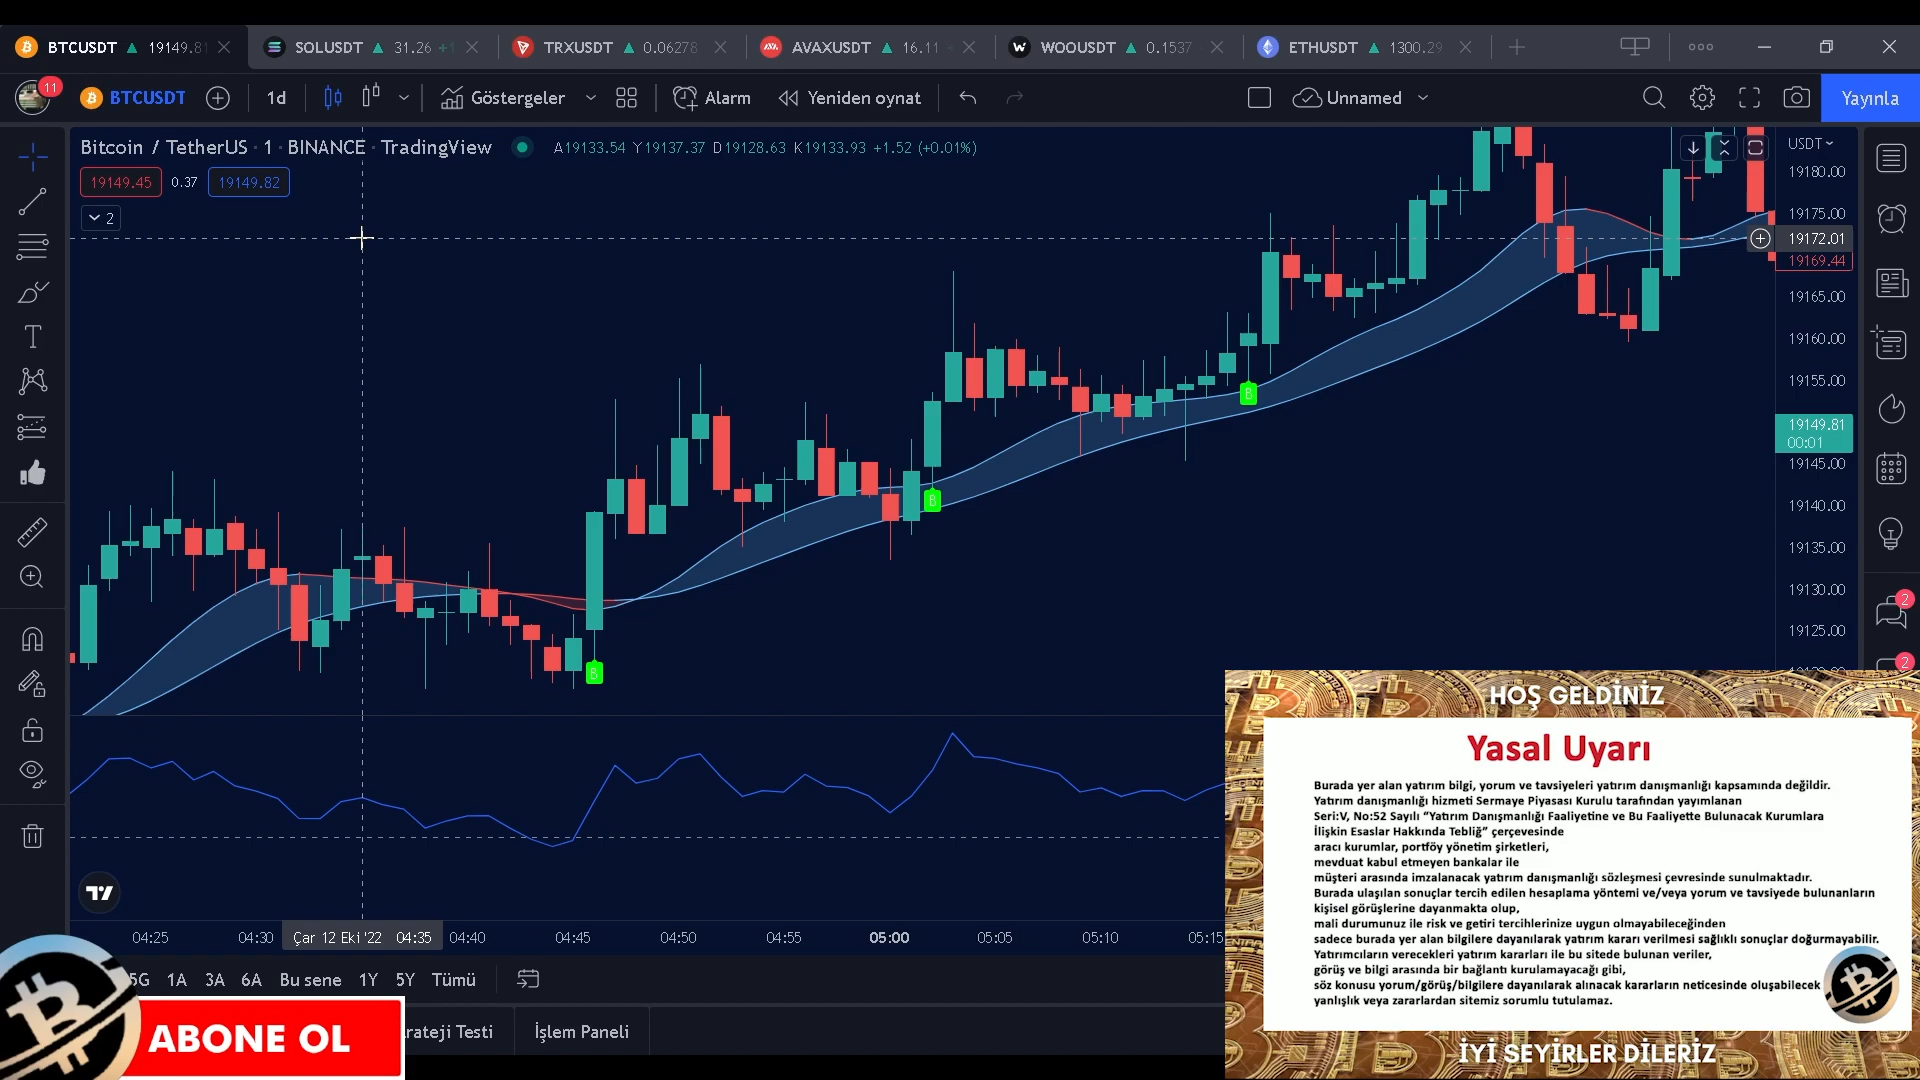 BTCUSDT 19149.8
SOLUSDT 31.26 +1
TRXUSDT 0.06278
AVAXUSDT 16.11
WOOUSDT 0.1537
ETHUSDT 1300.29
11
BTCUSDT
1d
Göstergeler
Alarm
Yeniden oynat
Unnamed
Yayınla
Bitcoin / TetherUS · 1 · BINANCE · TradingView
A19133.54 Y19137.37 D19128.63 K19133.93 +1.52 (+0.01%)
19149.45 0.37 19149.82
2
USDT
19180.00
19175.00
19172.01
19169.44
19165.00
19160.00
19155.00
19149.81
00:01
19145.00
19140.00
19135.00
19130.00
19125.00
B
B
B
2
2
04:25
04:30
Çar 12 Eki '22 04:35
04:40
04:45
04:50
04:55
05:00
05:05
05:10
05:15
5G 1A 3A 6A Bu sene 1Y 5Y Tümü
rateji Testi
İşlem Paneli
ABONE OL
HOŞ GELDİNİZ
Yasal Uyarı
Burada yer alan yatırım bilgi, yorum ve tavsiyeleri yatırım danışmanlığı kapsamında değildir.
Yatırım danışmanlığı hizmeti Sermaye Piyasası Kurulu tarafından yayımlanan
Seri:V, No:52 Sayılı “Yatırım Danışmanlığı Faaliyetine ve Bu Faaliyette Bulunacak Kurumlara
İlişkin Esaslar Hakkında Tebliğ” çerçevesinde
aracı kurumlar, portföy yönetim şirketleri,
mevduat kabul etmeyen bankalar ile
müşteri arasında imzalanacak yatırım danışmanlığı sözleşmesi çevresinde sunulmaktadır.
Burada ulaşılan sonuçlar tercih edilen hesaplama yöntemi ve/veya yorum ve tavsiyede bulunanların
kişisel görüşlerine dayanmakta olup,
mali durumunuz ile risk ve getiri tercihlerinize uygun olmayabileceğinden
sadece burada yer alan bilgilere dayanılarak yatırım kararı verilmesi sağlıklı sonuçlar doğurmayabilir.
Yatırımcıların verecekleri yatırım kararları ile bu sitede bulunan veriler,
görüş ve bilgi arasında bir bağlantı kurulamayacağı gibi,
söz konusu yorum/görüş/bilgilere dayanılarak alınacak kararların neticesinde oluşabilecek
yanlışlık veya zararlardan sitemiz sorumlu tutulamaz.
İYİ SEYİRLER DİLERİZ